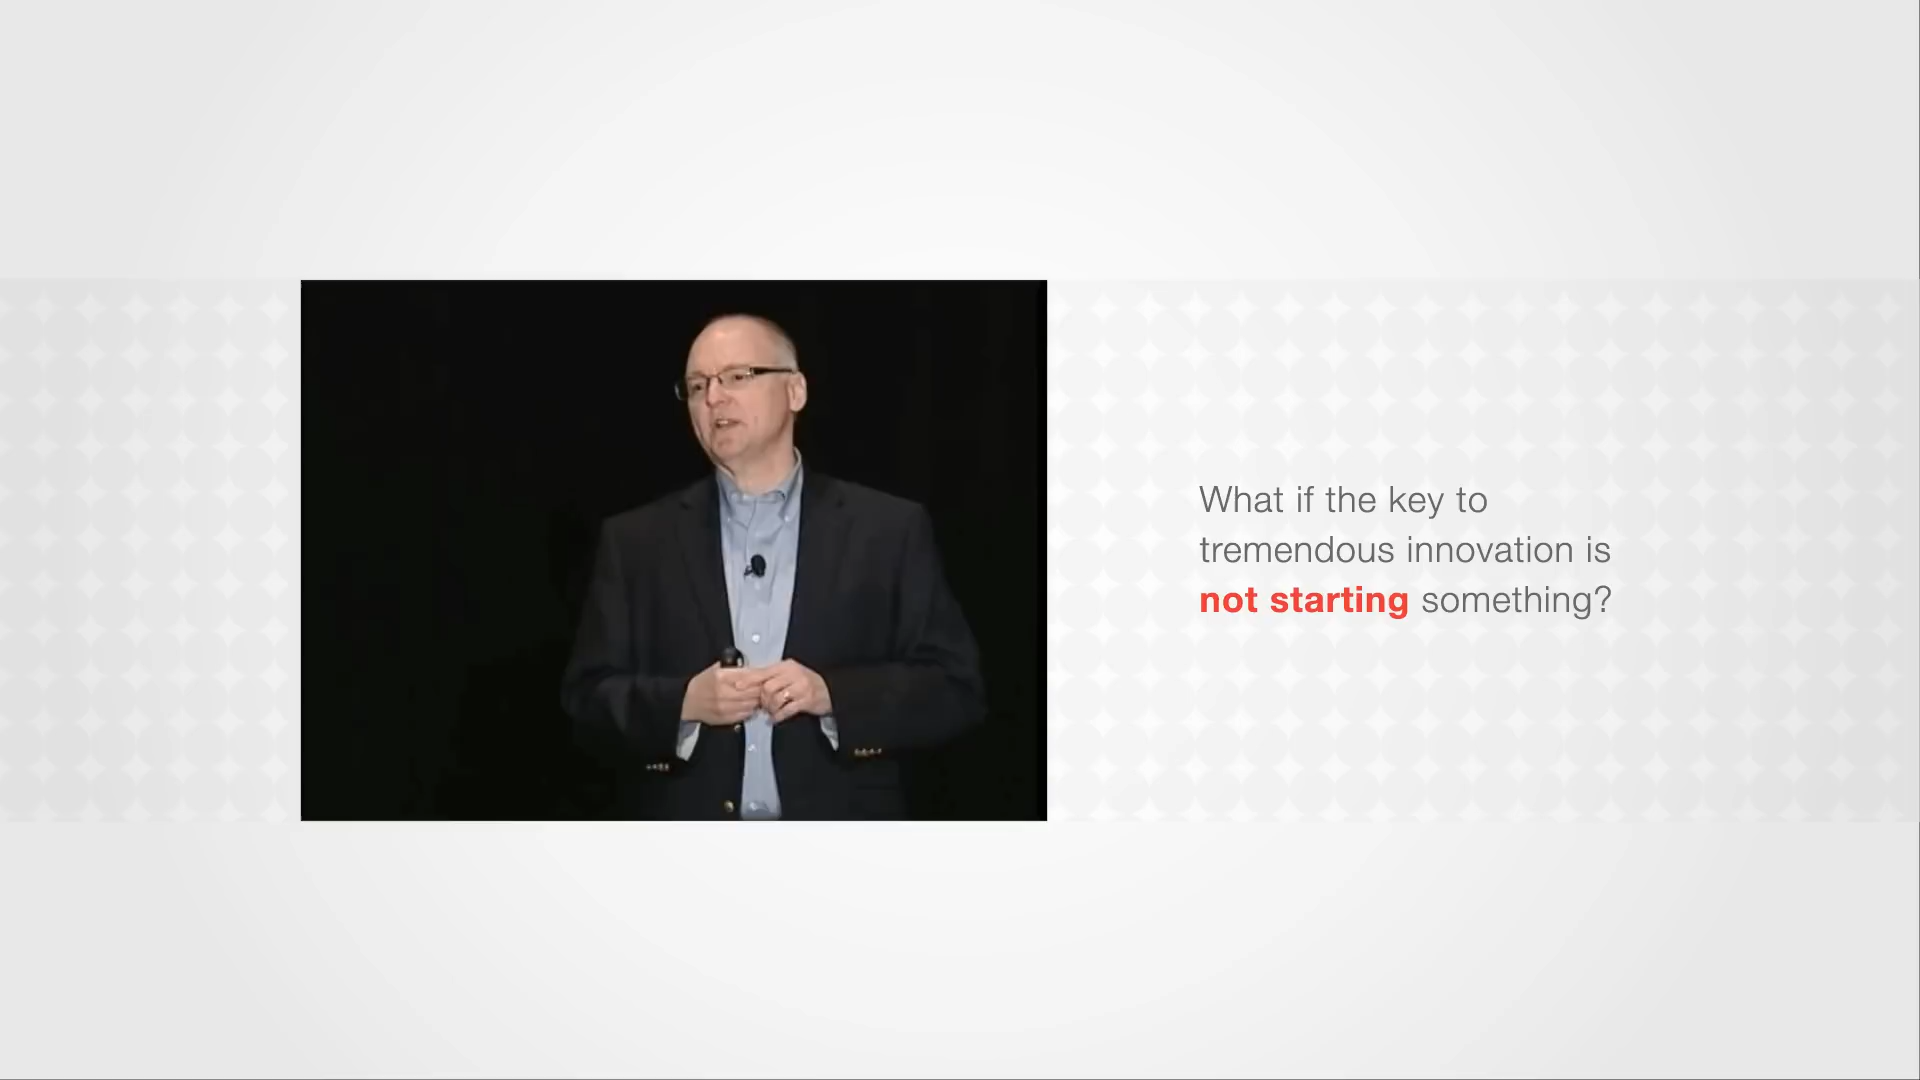 What if the key to
tremendous innovation is
not starting something?